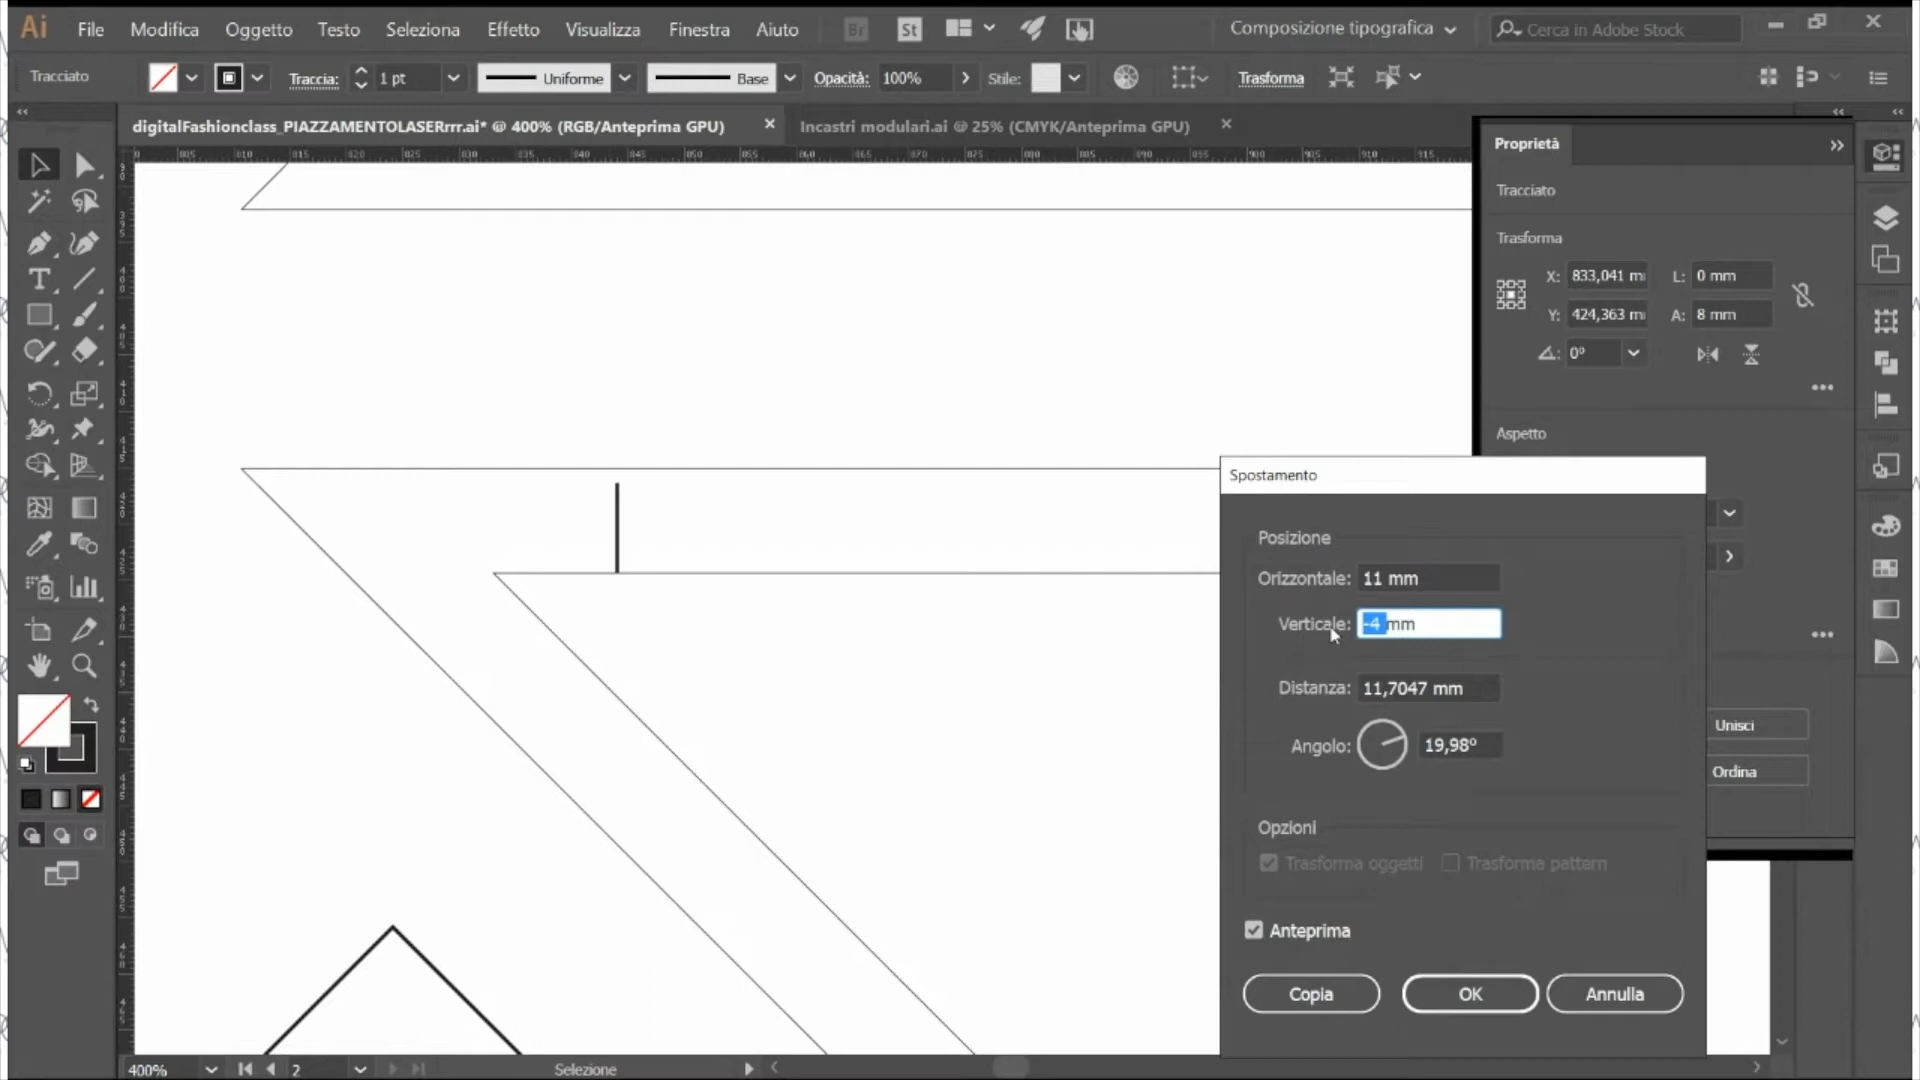 Ai File Modifica Oggetto Testo Seleziona Effetto Visualizza Finestra Aiuto Br St Composizione tipografica Cerca in Adobe Stock
Tracciato Traccia: 1 pt Uniforme Base Opacità: 100% Stile: Trasforma
digitalFashionclass_PIAZZAMENTOLASERrrr.ai* @ 400% (RGB/Anteprima GPU) Incastri modulari.ai @ 25% (CMYK/Anteprima GPU)
Proprietà
Tracciato
Trasforma
X: 833,041 m L: 0 mm
Y: 424,363 m A: 8 mm
0°
Aspetto
Spostamento
Posizione
Orizzontale: 11 mm
Verticale: -4 mm
Distanza: 11,7047 mm
Angolo: 19,98°
Unisci
Ordina
Opzioni
Trasforma oggetti Trasforma pattern
Anteprima
Copia OK Annulla
400% 2 Selezione